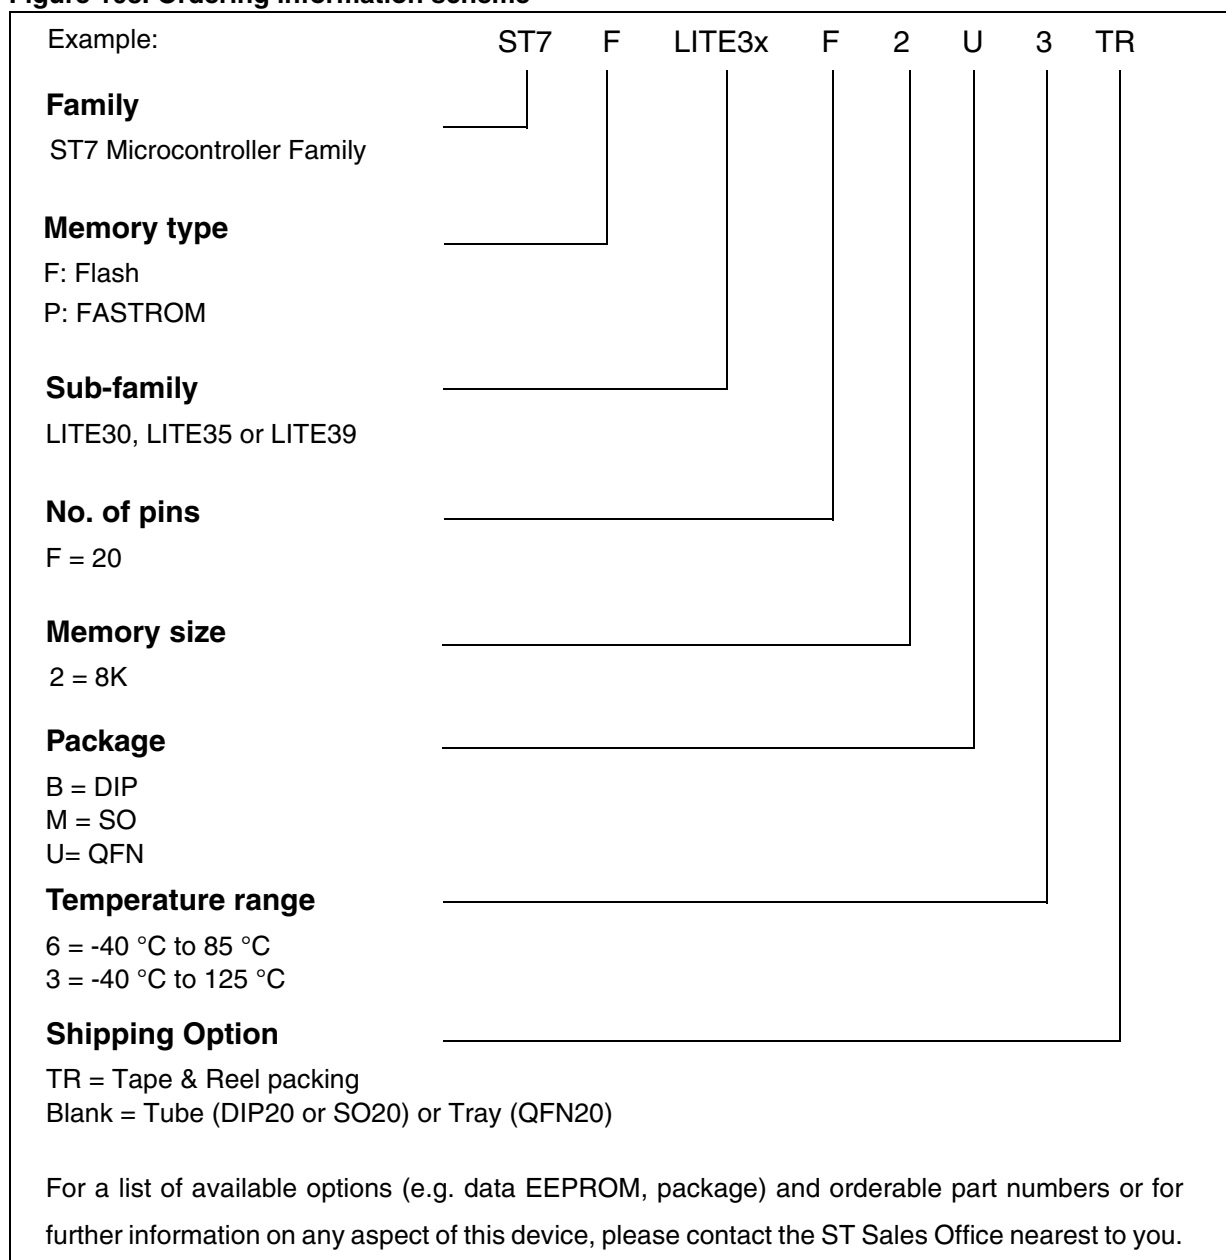 Example: ST7 F LITE3x F 2 U 3 TR
Family
ST7 Microcontroller Family
Memory type
F: Flash
P: FASTROM
Sub-family
LITE30, LITE35 or LITE39
No. of pins
F = 20
Memory size
2 = 8K
Package
B = DIP
M = SO
U= QFN
Temperature range
6 = -40 °C to 85 °C
3 = -40 °C to 125 °C
Shipping Option
TR = Tape & Reel packing
Blank = Tube (DIP20 or SO20) or Tray (QFN20)
For a list of available options (e.g. data EEPROM, package) and orderable part numbers or for
further information on any aspect of this device, please contact the ST Sales Office nearest to you.